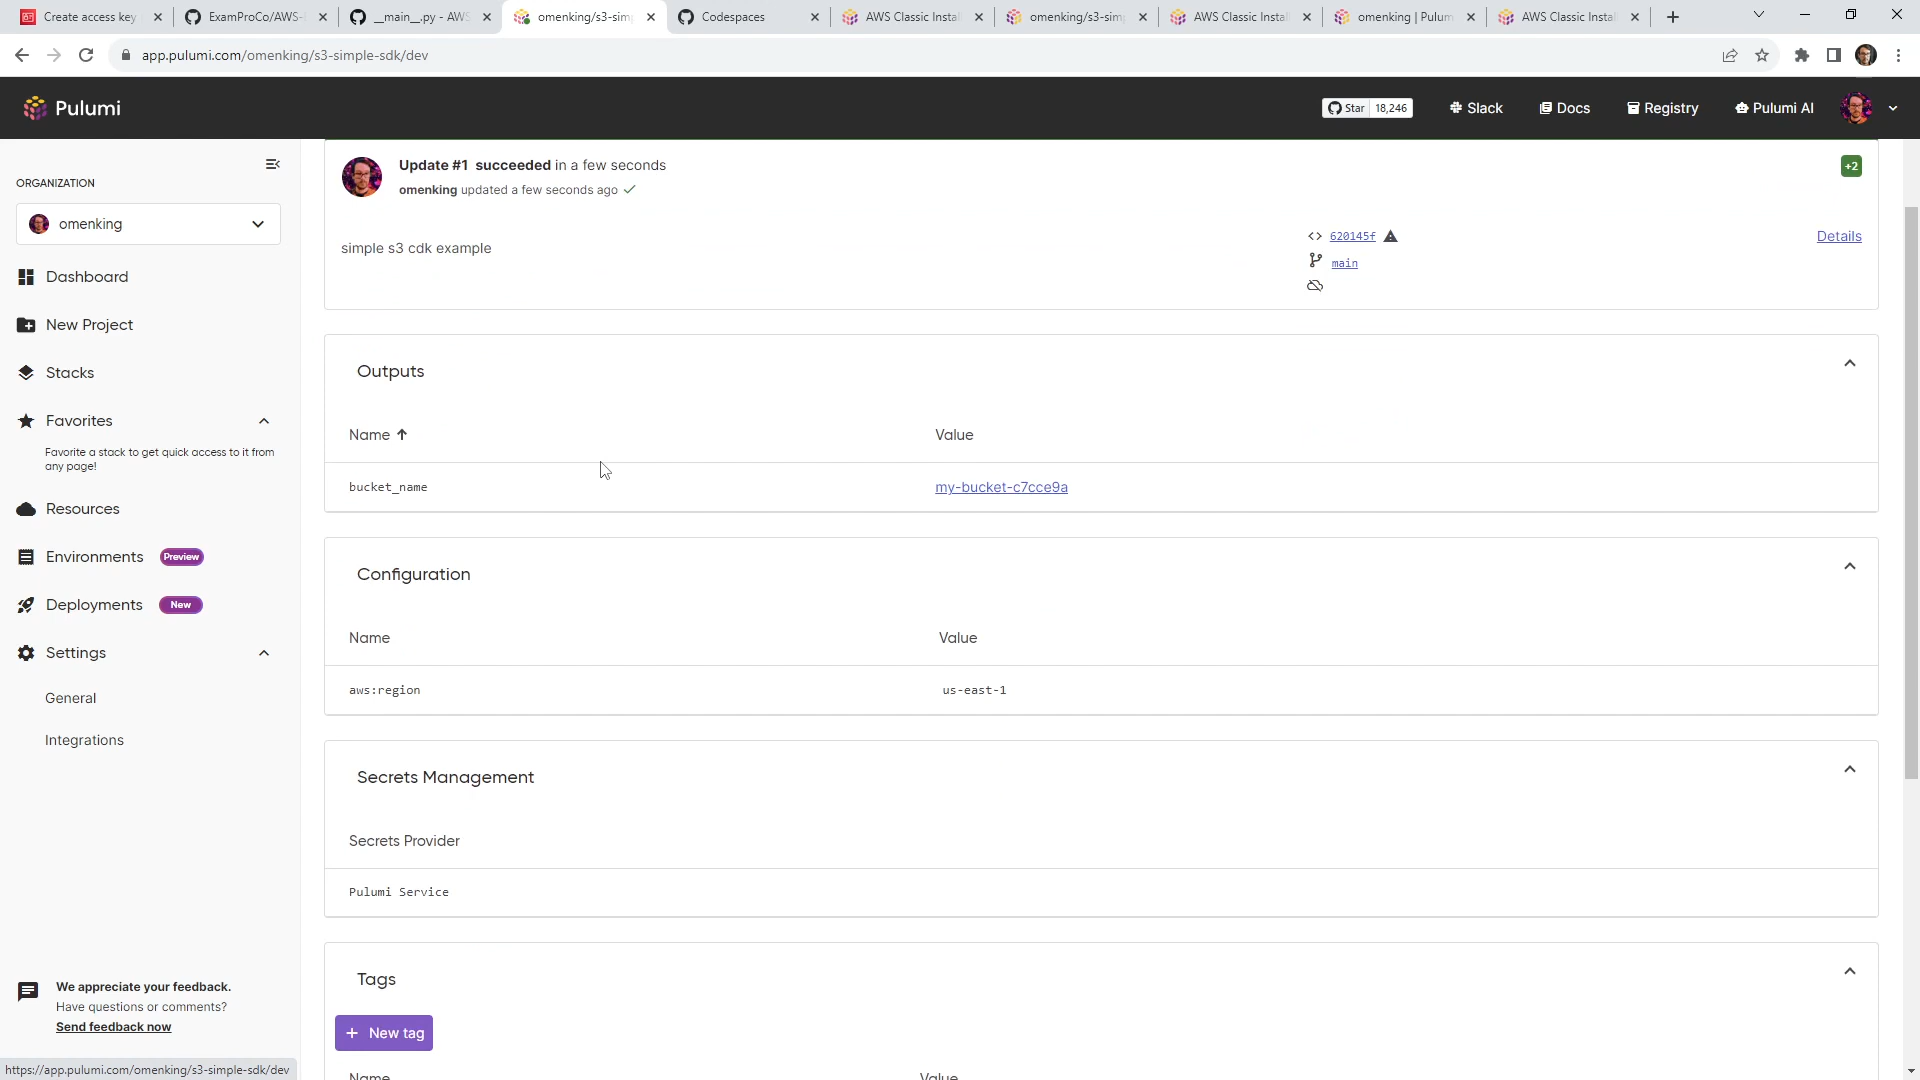 Create access key
ExamProCo/AWS-
__main__.py - AWS
omenking/s3-sim
Codespaces
AWS Classic Instal
omenking/s3-sim
AWS Classic Instal
omenking | Pulum
AWS Classic Instal
app.pulumi.com/omenking/s3-simple-sdk/dev
Pulumi
Star 18,246
Slack
Docs
Registry
Pulumi AI
ORGANIZATION
omenking
Dashboard
New Project
Stacks
Favorites
Favorite a stack to get quick access to it from
any page!
Resources
Environments Preview
Deployments New
Settings
General
Integrations
We appreciate your feedback.
Have questions or comments?
Send feedback now
https://app.pulumi.com/omenking/s3-simple-sdk/dev
Update #1 succeeded in a few seconds
+2
omenking updated a few seconds ago
simple s3 cdk example
620145f
Details
main
Outputs
Name Value
bucket_name my-bucket-c7cce9a
Configuration
Name Value
aws:region us-east-1
Secrets Management
Secrets Provider
Pulumi Service
Tags
+ New tag
Name Value